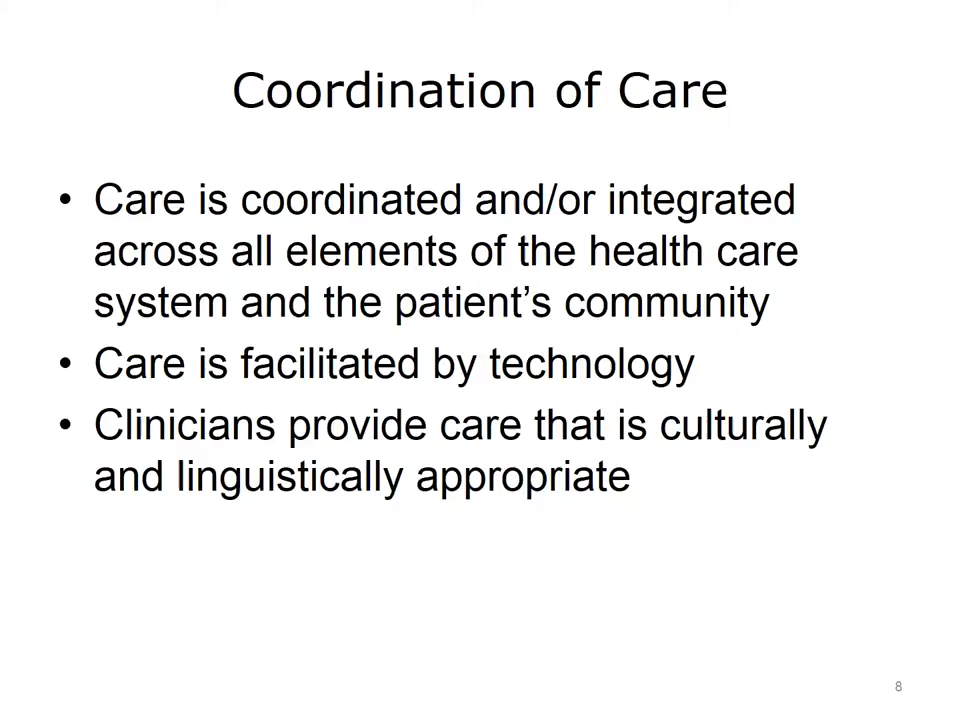 Coordination of Care
• Care is coordinated and/or integrated
across all elements of the health care
system and the patient’s community
• Care is facilitated by technology
• Clinicians provide care that is culturally
and linguistically appropriate
8